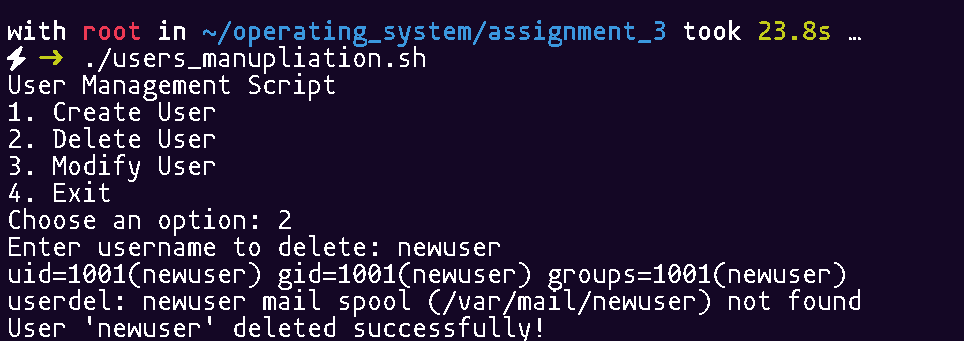 with root in ~/operating_system/assignment_3 took 23.8s …
⚡ → ./users_manupliation.sh
User Management Script
1. Create User
2. Delete User
3. Modify User
4. Exit
Choose an option: 2
Enter username to delete: newuser
uid=1001(newuser) gid=1001(newuser) groups=1001(newuser)
userdel: newuser mail spool (/var/mail/newuser) not found
User 'newuser' deleted successfully!